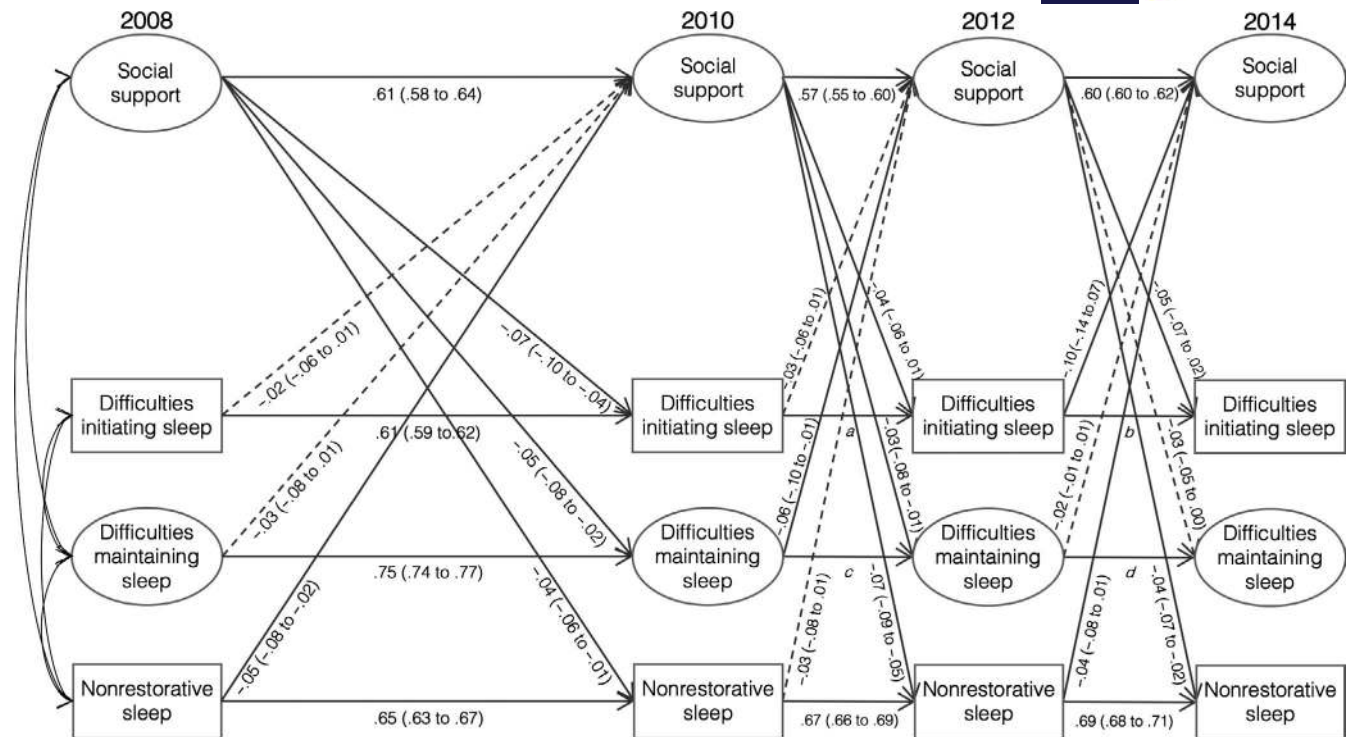 2008
2010
2012
2014
Social
support
Social
support
Social
support
Social
support
.61 (.58 to .64)
.57 (.55 to .60)
.60 (.60 to .62)
–.02 (–.06 to .01)
–.07 (–.10 to –.04)
–.03 (–.06 to .01)
–.04 (–.06 to .01)
–.10 (–.14 to.07)
–.05 (–.07 to .02)
Difficulties
initiating sleep
Difficulties
initiating sleep
Difficulties
initiating sleep
Difficulties
initiating sleep
.61 (.59 to.62)
a
b
–.03 (–.08 to .01)
–.05 (–.08 to –.02)
–.06 (–.10 to –.01)
–.03 (–.08 to –.01)
–.02 (–.01 to .01)
–.03 (–.05 to .00)
Difficulties
maintaining
sleep
Difficulties
maintaining
sleep
Difficulties
maintaining
sleep
Difficulties
maintaining
sleep
.75 (.74 to .77)
c
d
–.05 (–.08 to –.02)
–.04 (–.06 to –.01)
–.03 (–.08 to .01)
–.07 (–.09 to –.05)
–.04 (–.08 to .01)
–.04 (–.07 to –.02)
Nonrestorative
sleep
Nonrestorative
sleep
Nonrestorative
sleep
Nonrestorative
sleep
.65 (.63 to .67)
.67 (.66 to .69)
.69 (.68 to .71)